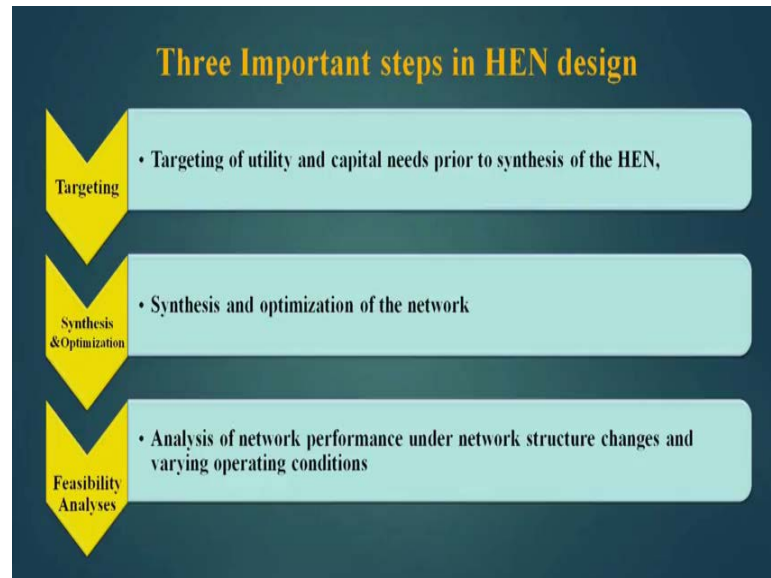 Three Important steps in HEN design
Targeting
• Targeting of utility and capital needs prior to synthesis of the HEN,
Synthesis
&Optimization
• Synthesis and optimization of the network
Feasibility
Analyses
• Analysis of network performance under network structure changes and
varying operating conditions